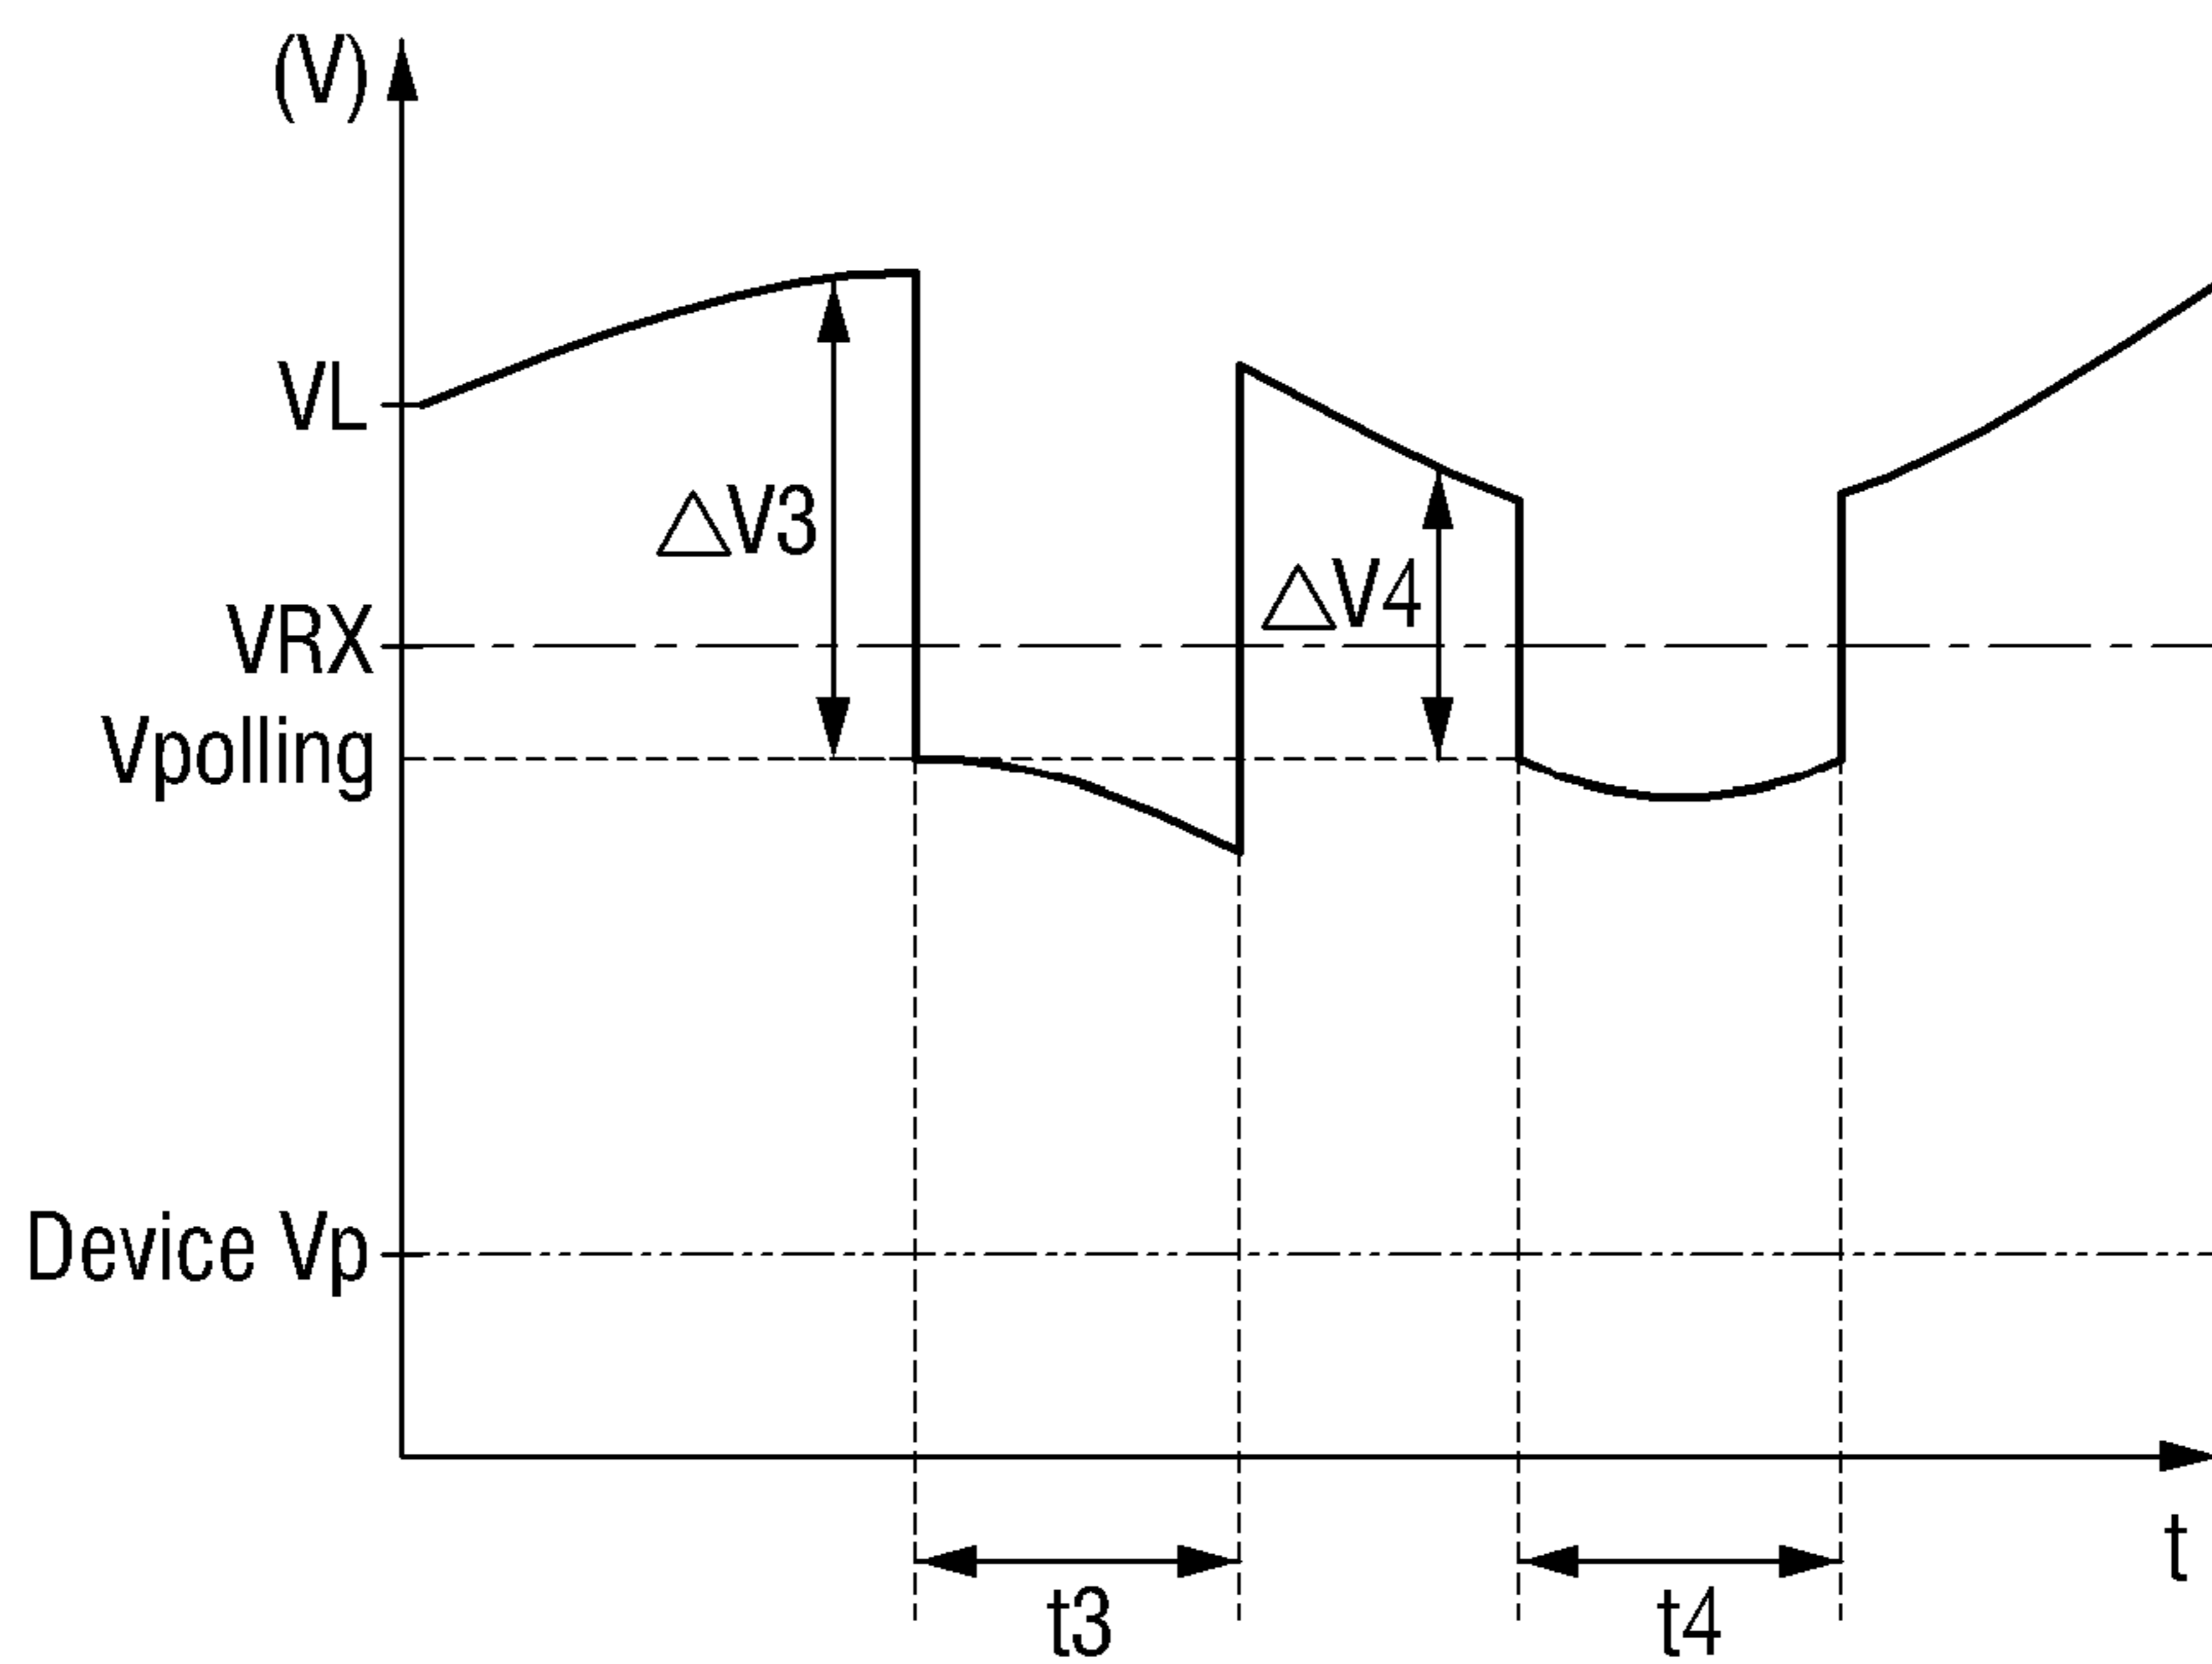 (V)
VL
△V3
△V4
VRX
Vpolling
Device Vp
t
t3
t4